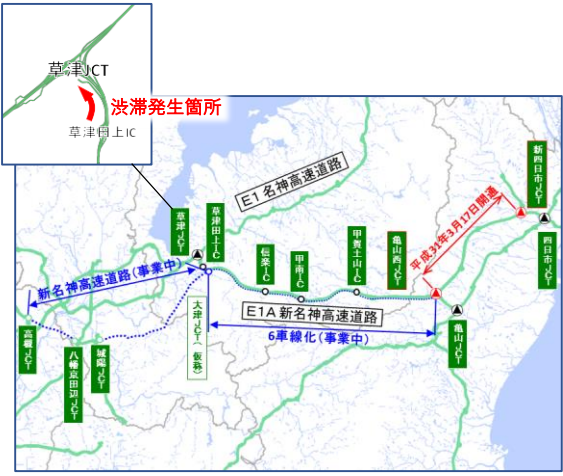 草津JCT
渋滞発生箇所
草津田上IC
E1 名神高速道路
新四日市JCT
平成31年3月17日開通
四日市JCT
草津JCT
草津田上IC
信楽IC
甲南IC
甲賀土山IC
亀山西JCT
新名神高速道路(事業中)
大津JCT(仮称)
E1A 新名神高速道路
6車線化(事業中)
亀山JCT
高槻JCT
八幡京田辺JCT
城陽JCT